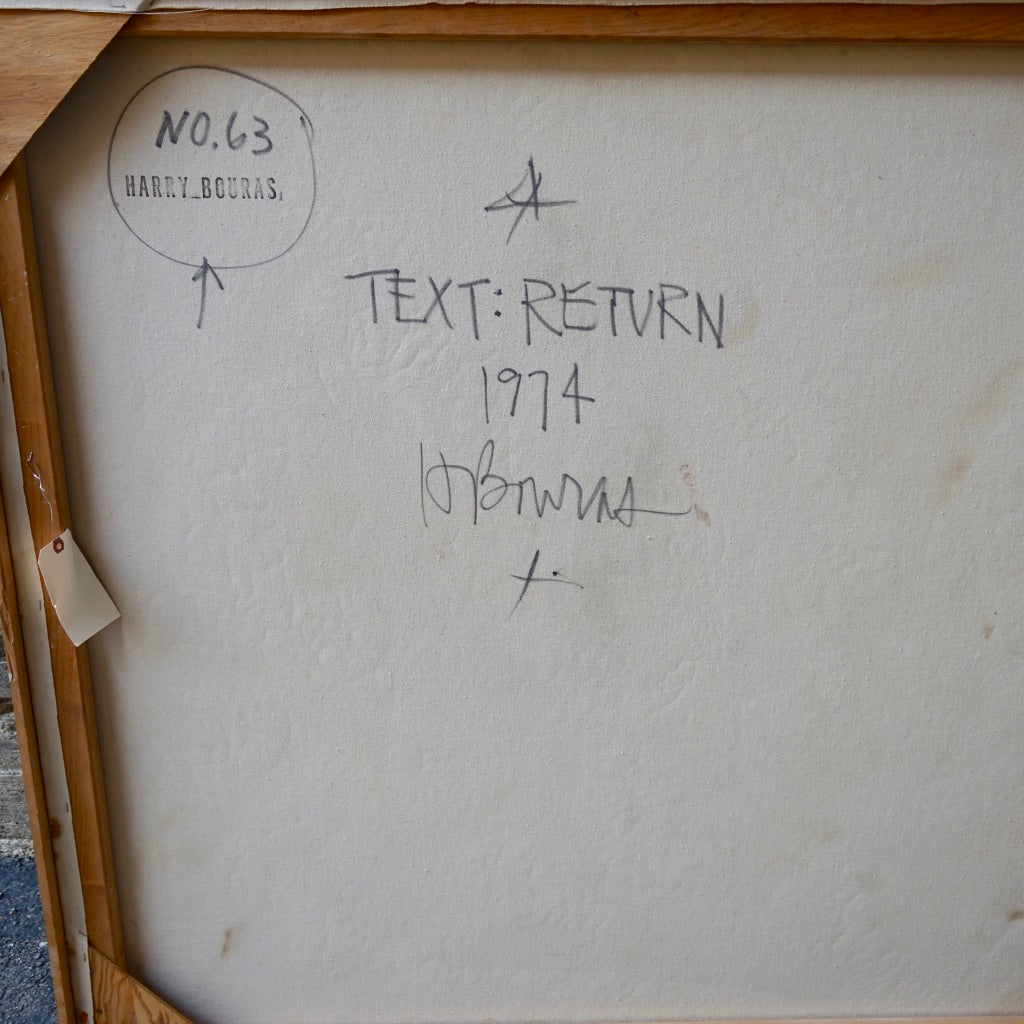 NO.63
HARRY_BOURAS.
TEXT: RETURN
1974
H Bouras